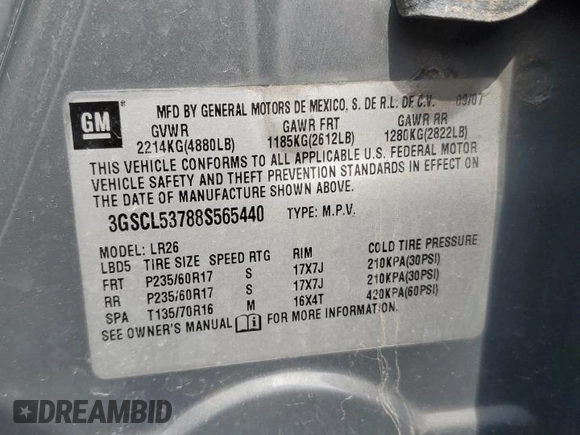 GM
MFD BY GENERAL MOTORS DE MEXICO, S. DE R.L. DE C.V. 09/07
GVWR GAWR FRT GAWR RR
2214KG(4880LB) 1185KG(2612LB) 1280KG(2822LB)
THIS VEHICLE CONFORMS TO ALL APPLICABLE U.S. FEDERAL MOTOR
VEHICLE SAFETY AND THEFT PREVENTION STANDARDS IN EFFECT ON
THE DATE OF MANUFACTURE SHOWN ABOVE.
3GSCL53788S565440 TYPE: M.P.V.
MODEL: LR26
LBD5 TIRE SIZE SPEED RTG RIM COLD TIRE PRESSURE
FRT P235/60R17 S 17X7J 210KPA(30PSI)
RR P235/60R17 S 17X7J 210KPA(30PSI)
SPA T135/70R16 M 16X4T 420KPA(60PSI)
SEE OWNER'S MANUAL i FOR MORE INFORMATION.
DREAMBID